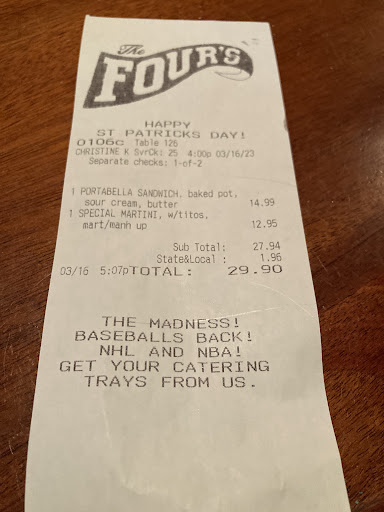 The
FOUR'S
HAPPY
ST PATRICKS DAY!
0106c Table 126
CHRISTINE K SvrCk: 25 4:00p 03/16/23
Separate checks: 1-of-2
1 PORTABELLA SANDWICH, baked pot,
sour cream, butter 14.99
1 SPECIAL MARTINI, w/titos,
mart/manh up 12.95
Sub Total: 27.94
State&Local : 1.96
03/16 5:07pTOTAL: 29.90
THE MADNESS!
BASEBALLS BACK!
NHL AND NBA!
GET YOUR CATERING
TRAYS FROM US.